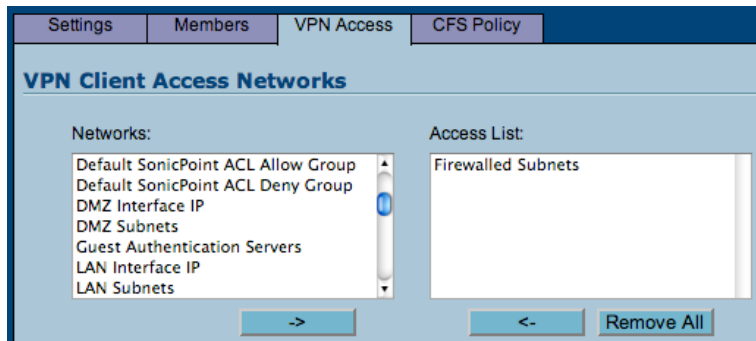 Settings Members VPN Access CFS Policy
VPN Client Access Networks
Networks: Access List:
Default SonicPoint ACL Allow Group Firewalled Subnets
Default SonicPoint ACL Deny Group
DMZ Interface IP
DMZ Subnets
Guest Authentication Servers
LAN Interface IP
LAN Subnets
-> <- Remove All